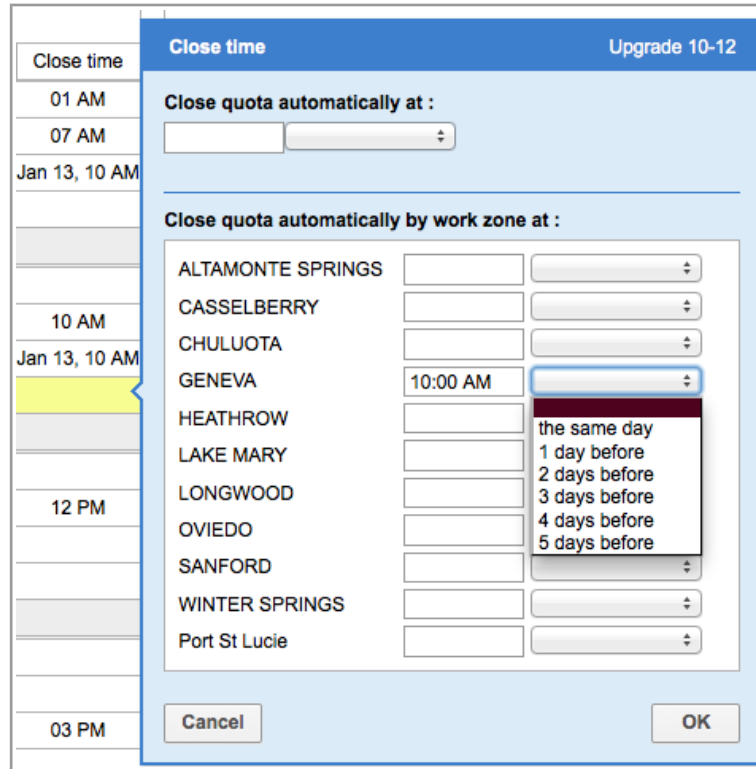 Close time
01 AM
07 AM
Jan 13, 10 AM
10 AM
Jan 13, 10 AM
12 PM
03 PM
Close time Upgrade 10-12
Close quota automatically at :
Close quota automatically by work zone at :
ALTAMONTE SPRINGS
CASSELBERRY
CHULUOTA
GENEVA 10:00 AM
HEATHROW
LAKE MARY
LONGWOOD
OVIEDO
SANFORD
WINTER SPRINGS
Port St Lucie
the same day
1 day before
2 days before
3 days before
4 days before
5 days before
Cancel OK